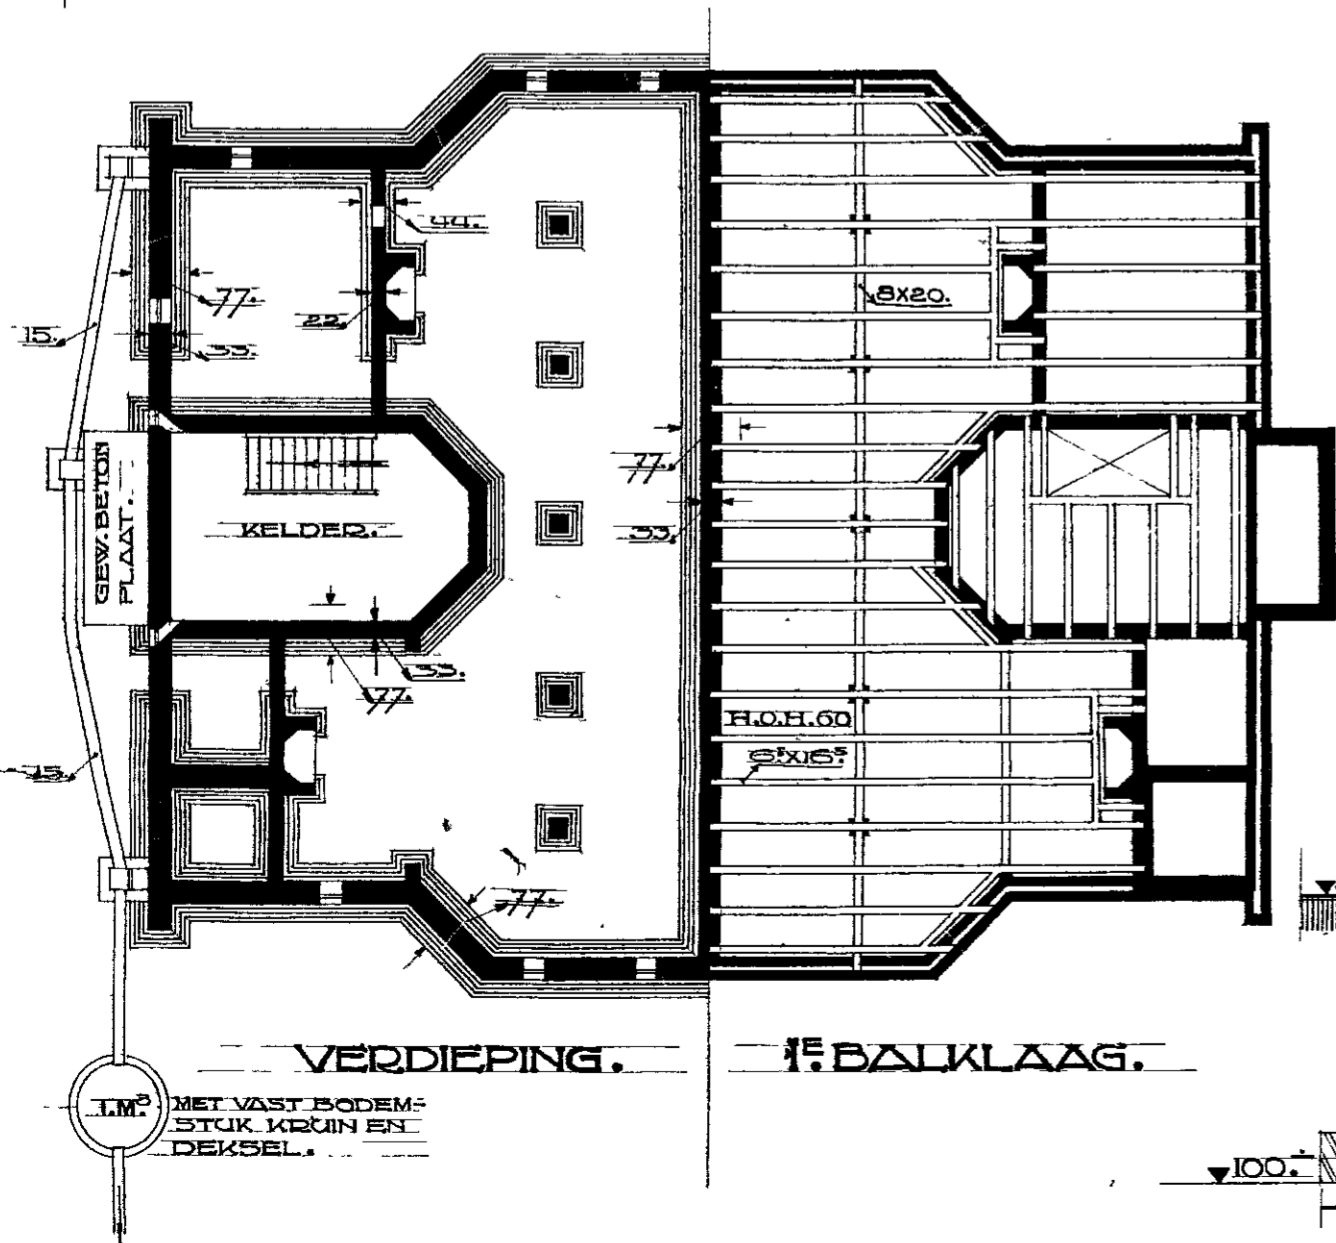 44.
77.
22.
15.
33.
8X20.
GEW. BETON
PLAAT.
KELDER.
77.
33.
33.
77.
H.O.H. 60
6⁵X16⁵
15.
77.
VERDIEPING.
1E. BALKLAAG.
1.M.³
MET VAST BODEM-
STUK KRUIN EN
DEKSEL.
100.-